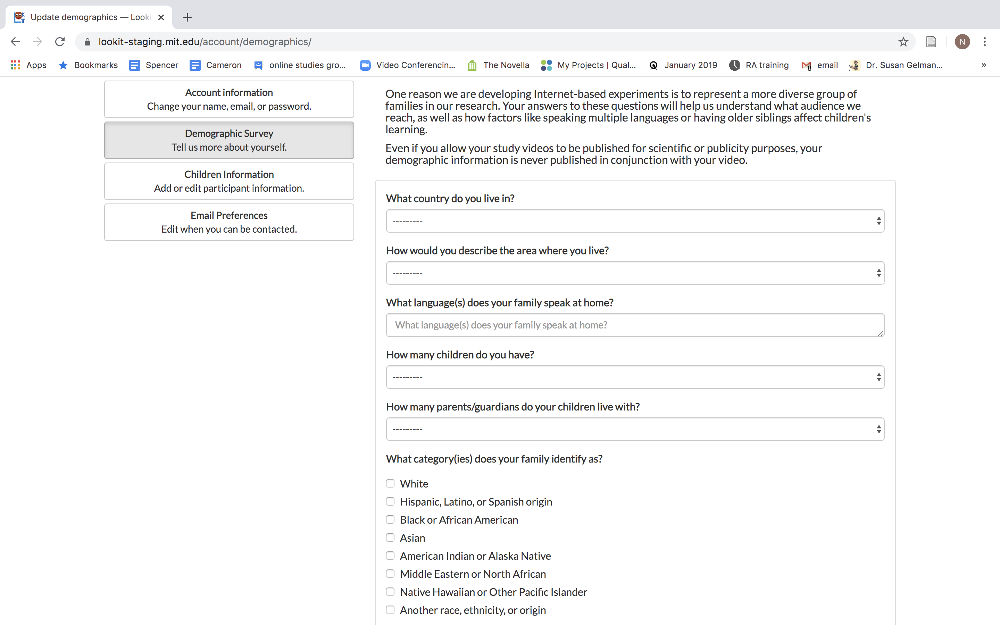 Update demographics — Looki
lookit-staging.mit.edu/account/demographics/
N
Apps
Bookmarks
Spencer
Cameron
online studies gro...
Video Conferencin...
The Novella
My Projects | Qual...
January 2019
RA training
email
Dr. Susan Gelman...
»
Account information
Change your name, email, or password.
Demographic Survey
Tell us more about yourself.
Children Information
Add or edit participant information.
Email Preferences
Edit when you can be contacted.
One reason we are developing Internet-based experiments is to represent a more diverse group of
families in our research. Your answers to these questions will help us understand what audience we
reach, as well as how factors like speaking multiple languages or having older siblings affect children's
learning.
Even if you allow your study videos to be published for scientific or publicity purposes, your
demographic information is never published in conjunction with your video.
What country do you live in?
---------
How would you describe the area where you live?
---------
What language(s) does your family speak at home?
What language(s) does your family speak at home?
How many children do you have?
---------
How many parents/guardians do your children live with?
---------
What category(ies) does your family identify as?
White
Hispanic, Latino, or Spanish origin
Black or African American
Asian
American Indian or Alaska Native
Middle Eastern or North African
Native Hawaiian or Other Pacific Islander
Another race, ethnicity, or origin